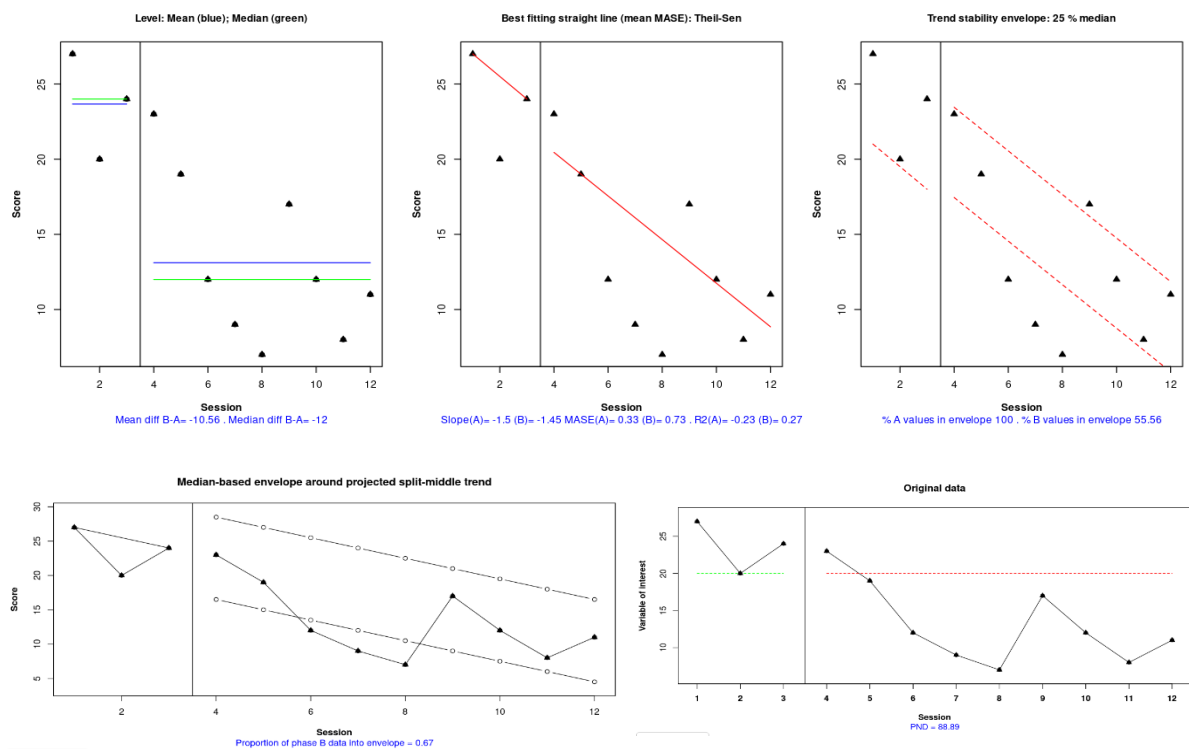 Level: Mean (blue); Median (green)
Score
25
20
15
10
2 4 6 8 10 12
Session
Mean diff B-A= -10.56 . Median diff B-A= -12
Best fitting straight line (mean MASE): Theil-Sen
Score
25
20
15
10
2 4 6 8 10 12
Session
Slope(A)= -1.5 (B)= -1.45 MASE(A)= 0.33 (B)= 0.73 . R2(A)= -0.23 (B)= 0.27
Trend stability envelope: 25 % median
Score
25
20
15
10
2 4 6 8 10 12
Session
% A values in envelope 100 . % B values in envelope 55.56
Median-based envelope around projected split-middle trend
Score
30
25
20
15
10
5
2 4 6 8 10 12
Session
Proportion of phase B data into envelope = 0.67
Original data
Variable of interest
25
20
15
10
1 2 3 4 5 6 7 8 9 10 11 12
Session
PND = 88.89